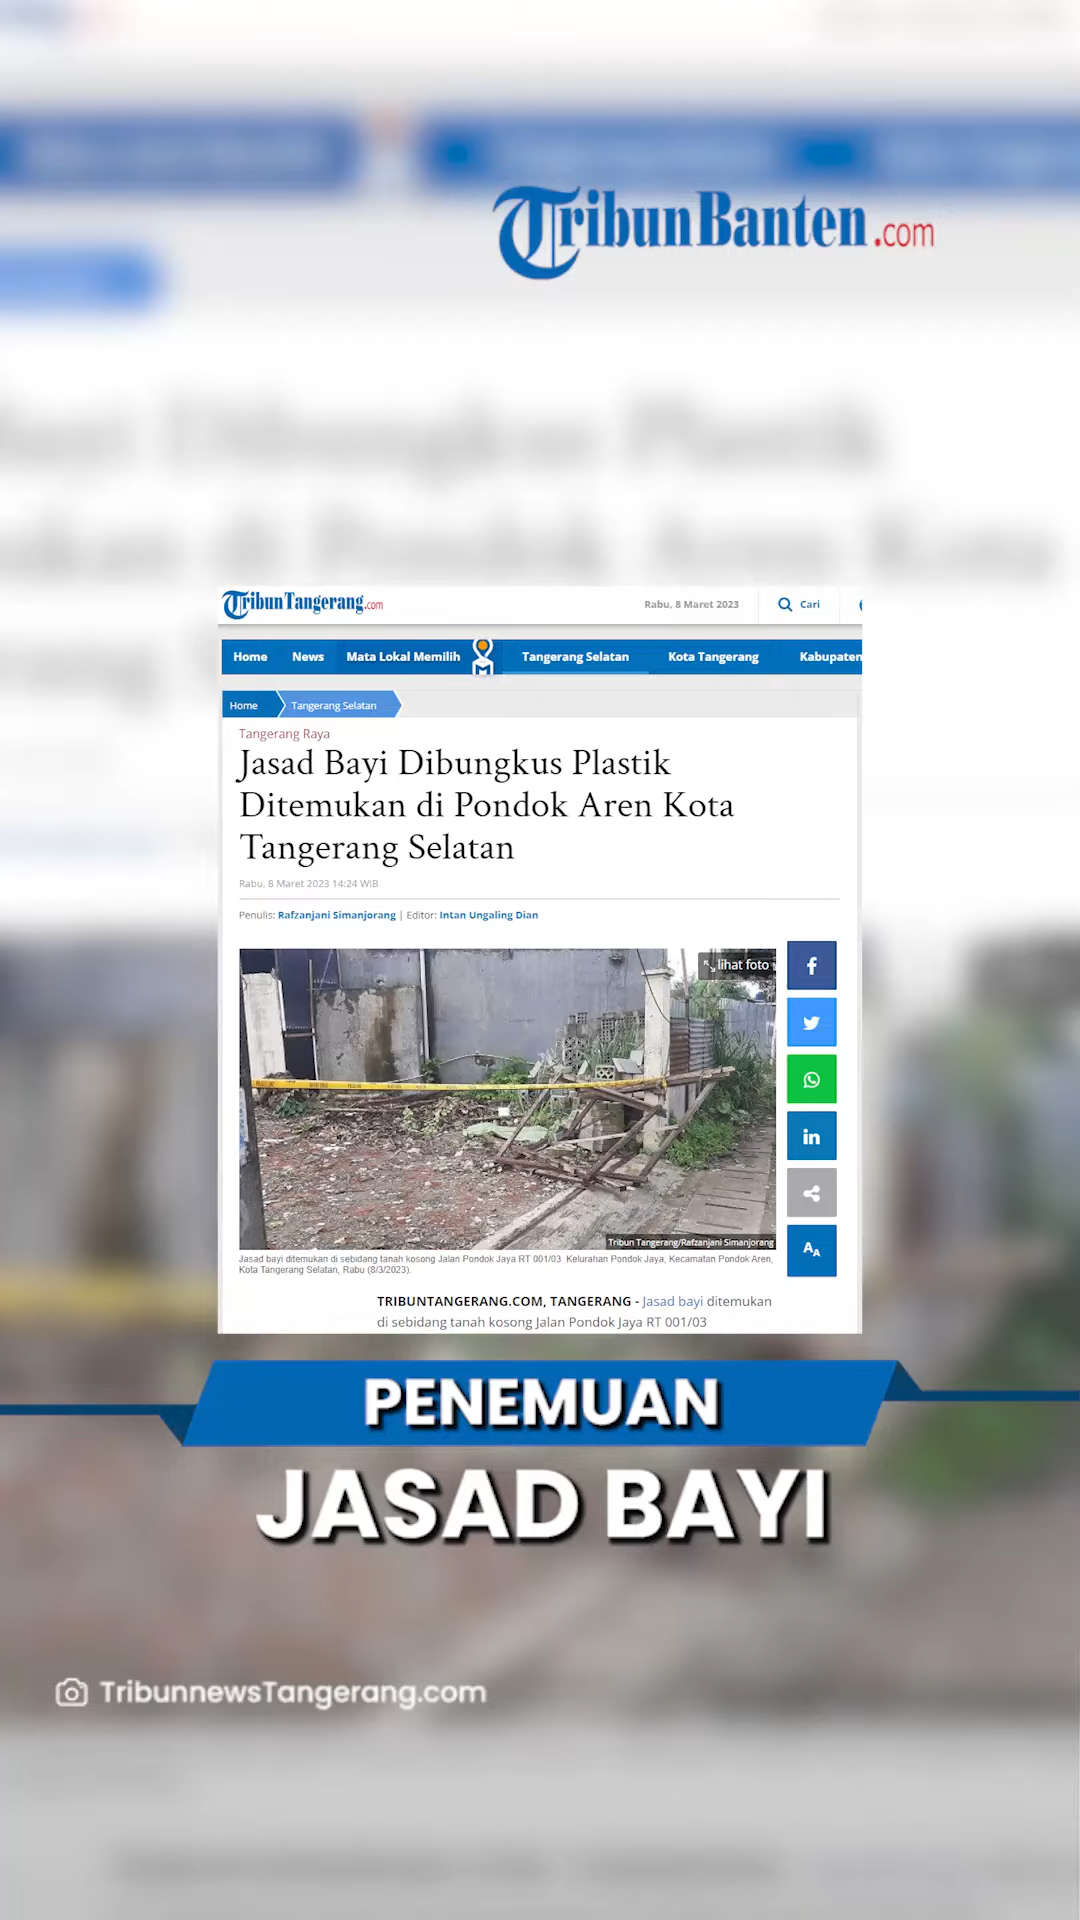 TribunBanten.com
TribunTangerang.com
Rabu, 8 Maret 2023
Cari
Home
News
Mata Lokal Memilih
Tangerang Selatan
Kota Tangerang
Kabupaten
Home
Tangerang Selatan
Tangerang Raya
Jasad Bayi Dibungkus Plastik
Ditemukan di Pondok Aren Kota
Tangerang Selatan
Rabu, 8 Maret 2023 14:24 WIB
Penulis: Rafzanjani Simanjorang | Editor: Intan Ungaling Dian
lihat foto
Tribun Tangerang/Rafzanjani Simanjorang
Jasad bayi ditemukan di sebidang tanah kosong Jalan Pondok Jaya RT 001/03 Kelurahan Pondok Jaya, Kecamatan Pondok Aren,
Kota Tangerang Selatan, Rabu (8/3/2023).
TRIBUNTANGERANG.COM, TANGERANG - Jasad bayi ditemukan
di sebidang tanah kosong Jalan Pondok Jaya RT 001/03
PENEMUAN
JASAD BAYI
TribunnewsTangerang.com